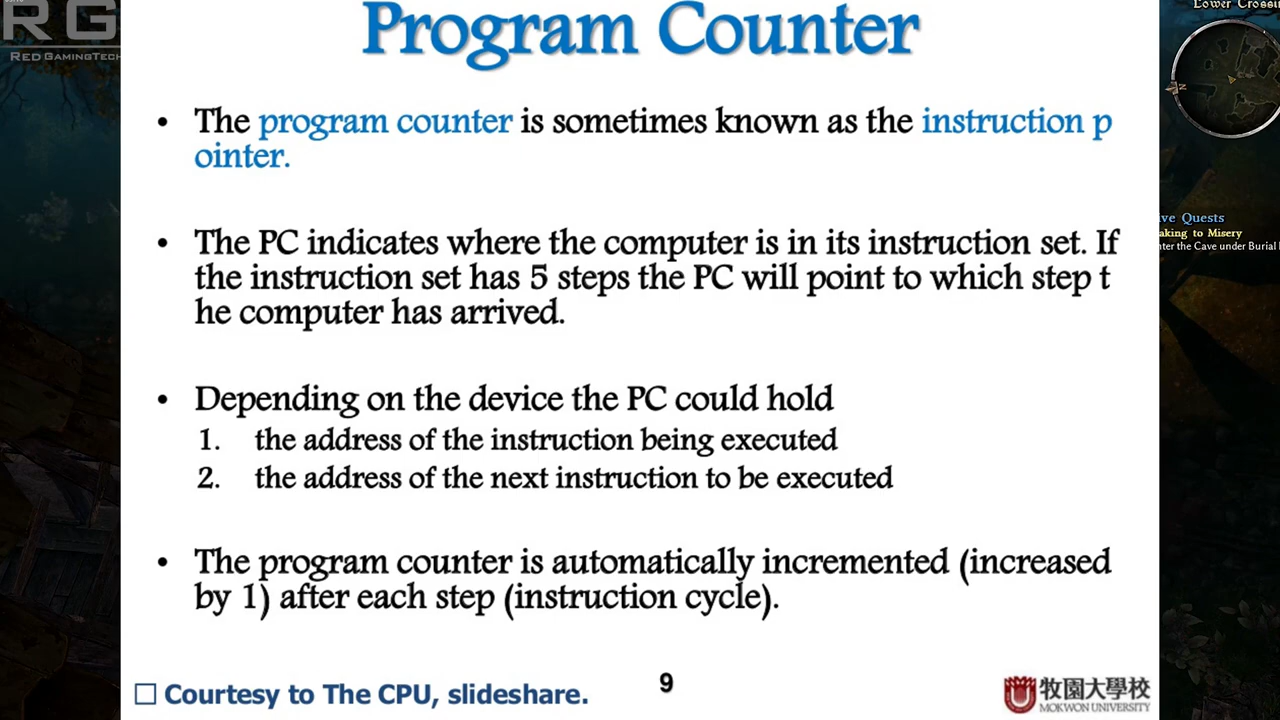 RG
RED GAMINGTECH
Lower Crossin
Program Counter
• The program counter is sometimes known as the instruction p
ointer.
• The PC indicates where the computer is in its instruction set. If
the instruction set has 5 steps the PC will point to which step t
he computer has arrived.
ive Quests
aking to Misery
nter the Cave under Burial
• Depending on the device the PC could hold
1. the address of the instruction being executed
2. the address of the next instruction to be executed
• The program counter is automatically incremented (increased
by 1) after each step (instruction cycle).
□ Courtesy to The CPU, slideshare.
9
牧園大學校
MOKWON UNIVERSITY